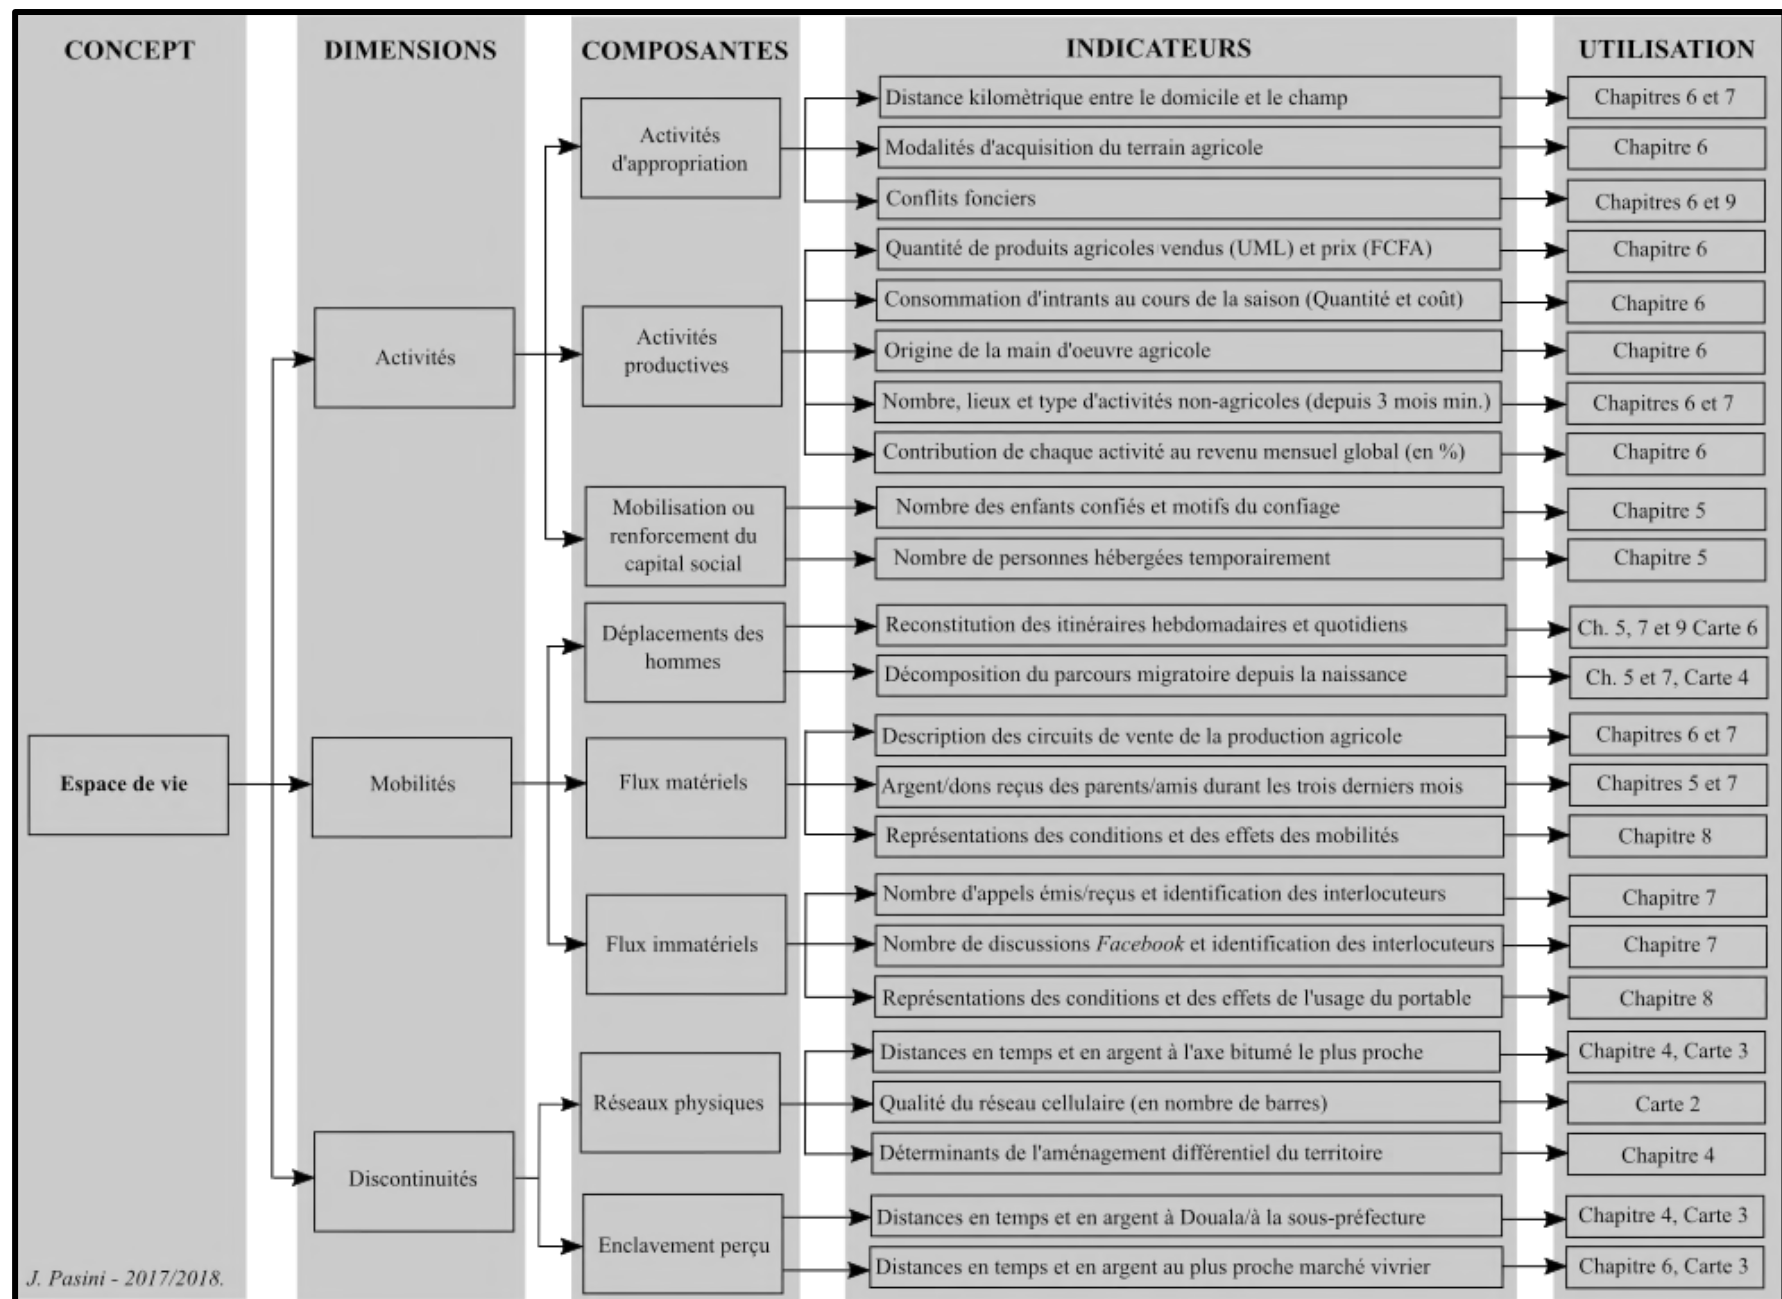 CONCEPT
DIMENSIONS
COMPOSANTES
INDICATEURS
UTILISATION
Espace de vie
Activités
Activités
d'appropriation
Distance kilomètrique entre le domicile et le champ
Chapitres 6 et 7
Modalités d'acquisition du terrain agricole
Chapitre 6
Conflits fonciers
Chapitres 6 et 9
Activités
productives
Quantité de produits agricoles vendus (UML) et prix (FCFA)
Chapitre 6
Consommation d'intrants au cours de la saison (Quantité et coût)
Chapitre 6
Origine de la main d'oeuvre agricole
Chapitre 6
Nombre, lieux et type d'activités non-agricoles (depuis 3 mois min.)
Chapitres 6 et 7
Contribution de chaque activité au revenu mensuel global (en %)
Chapitre 6
Mobilisation ou
renforcement du
capital social
Nombre des enfants confiés et motifs du confiage
Chapitre 5
Nombre de personnes hébergées temporairement
Chapitre 5
Mobilités
Déplacements des
hommes
Reconstitution des itinéraires hebdomadaires et quotidiens
Ch. 5, 7 et 9 Carte 6
Décomposition du parcours migratoire depuis la naissance
Ch. 5 et 7, Carte 4
Flux matériels
Description des circuits de vente de la production agricole
Chapitres 6 et 7
Argent/dons reçus des parents/amis durant les trois derniers mois
Chapitres 5 et 7
Représentations des conditions et des effets des mobilités
Chapitre 8
Flux immatériels
Nombre d'appels émis/reçus et identification des interlocuteurs
Chapitre 7
Nombre de discussions Facebook et identification des interlocuteurs
Chapitre 7
Représentations des conditions et des effets de l'usage du portable
Chapitre 8
Discontinuités
Réseaux physiques
Distances en temps et en argent à l'axe bitumé le plus proche
Chapitre 4, Carte 3
Qualité du réseau cellulaire (en nombre de barres)
Carte 2
Déterminants de l'aménagement différentiel du territoire
Chapitre 4
Enclavement perçu
Distances en temps et en argent à Douala/à la sous-préfecture
Chapitre 4, Carte 3
Distances en temps et en argent au plus proche marché vivrier
Chapitre 6, Carte 3
J. Pasini - 2017/2018.